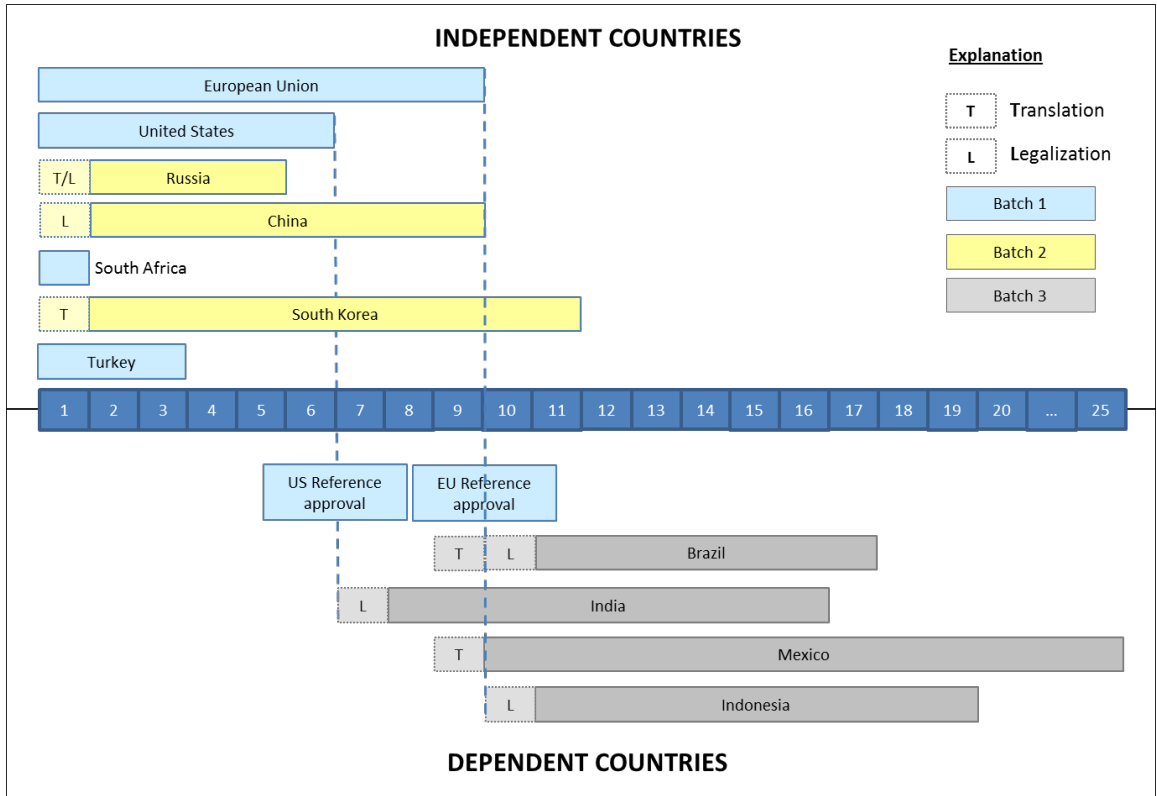 INDEPENDENT COUNTRIES
Explanation
T Translation
L Legalization
Batch 1
Batch 2
Batch 3
European Union
United States
T/L Russia
L China
South Africa
T South Korea
Turkey
1 2 3 4 5 6 7 8 9 10 11 12 13 14 15 16 17 18 19 20 ... 25
US Reference
approval
EU Reference
approval
T L Brazil
L India
T Mexico
L Indonesia
DEPENDENT COUNTRIES